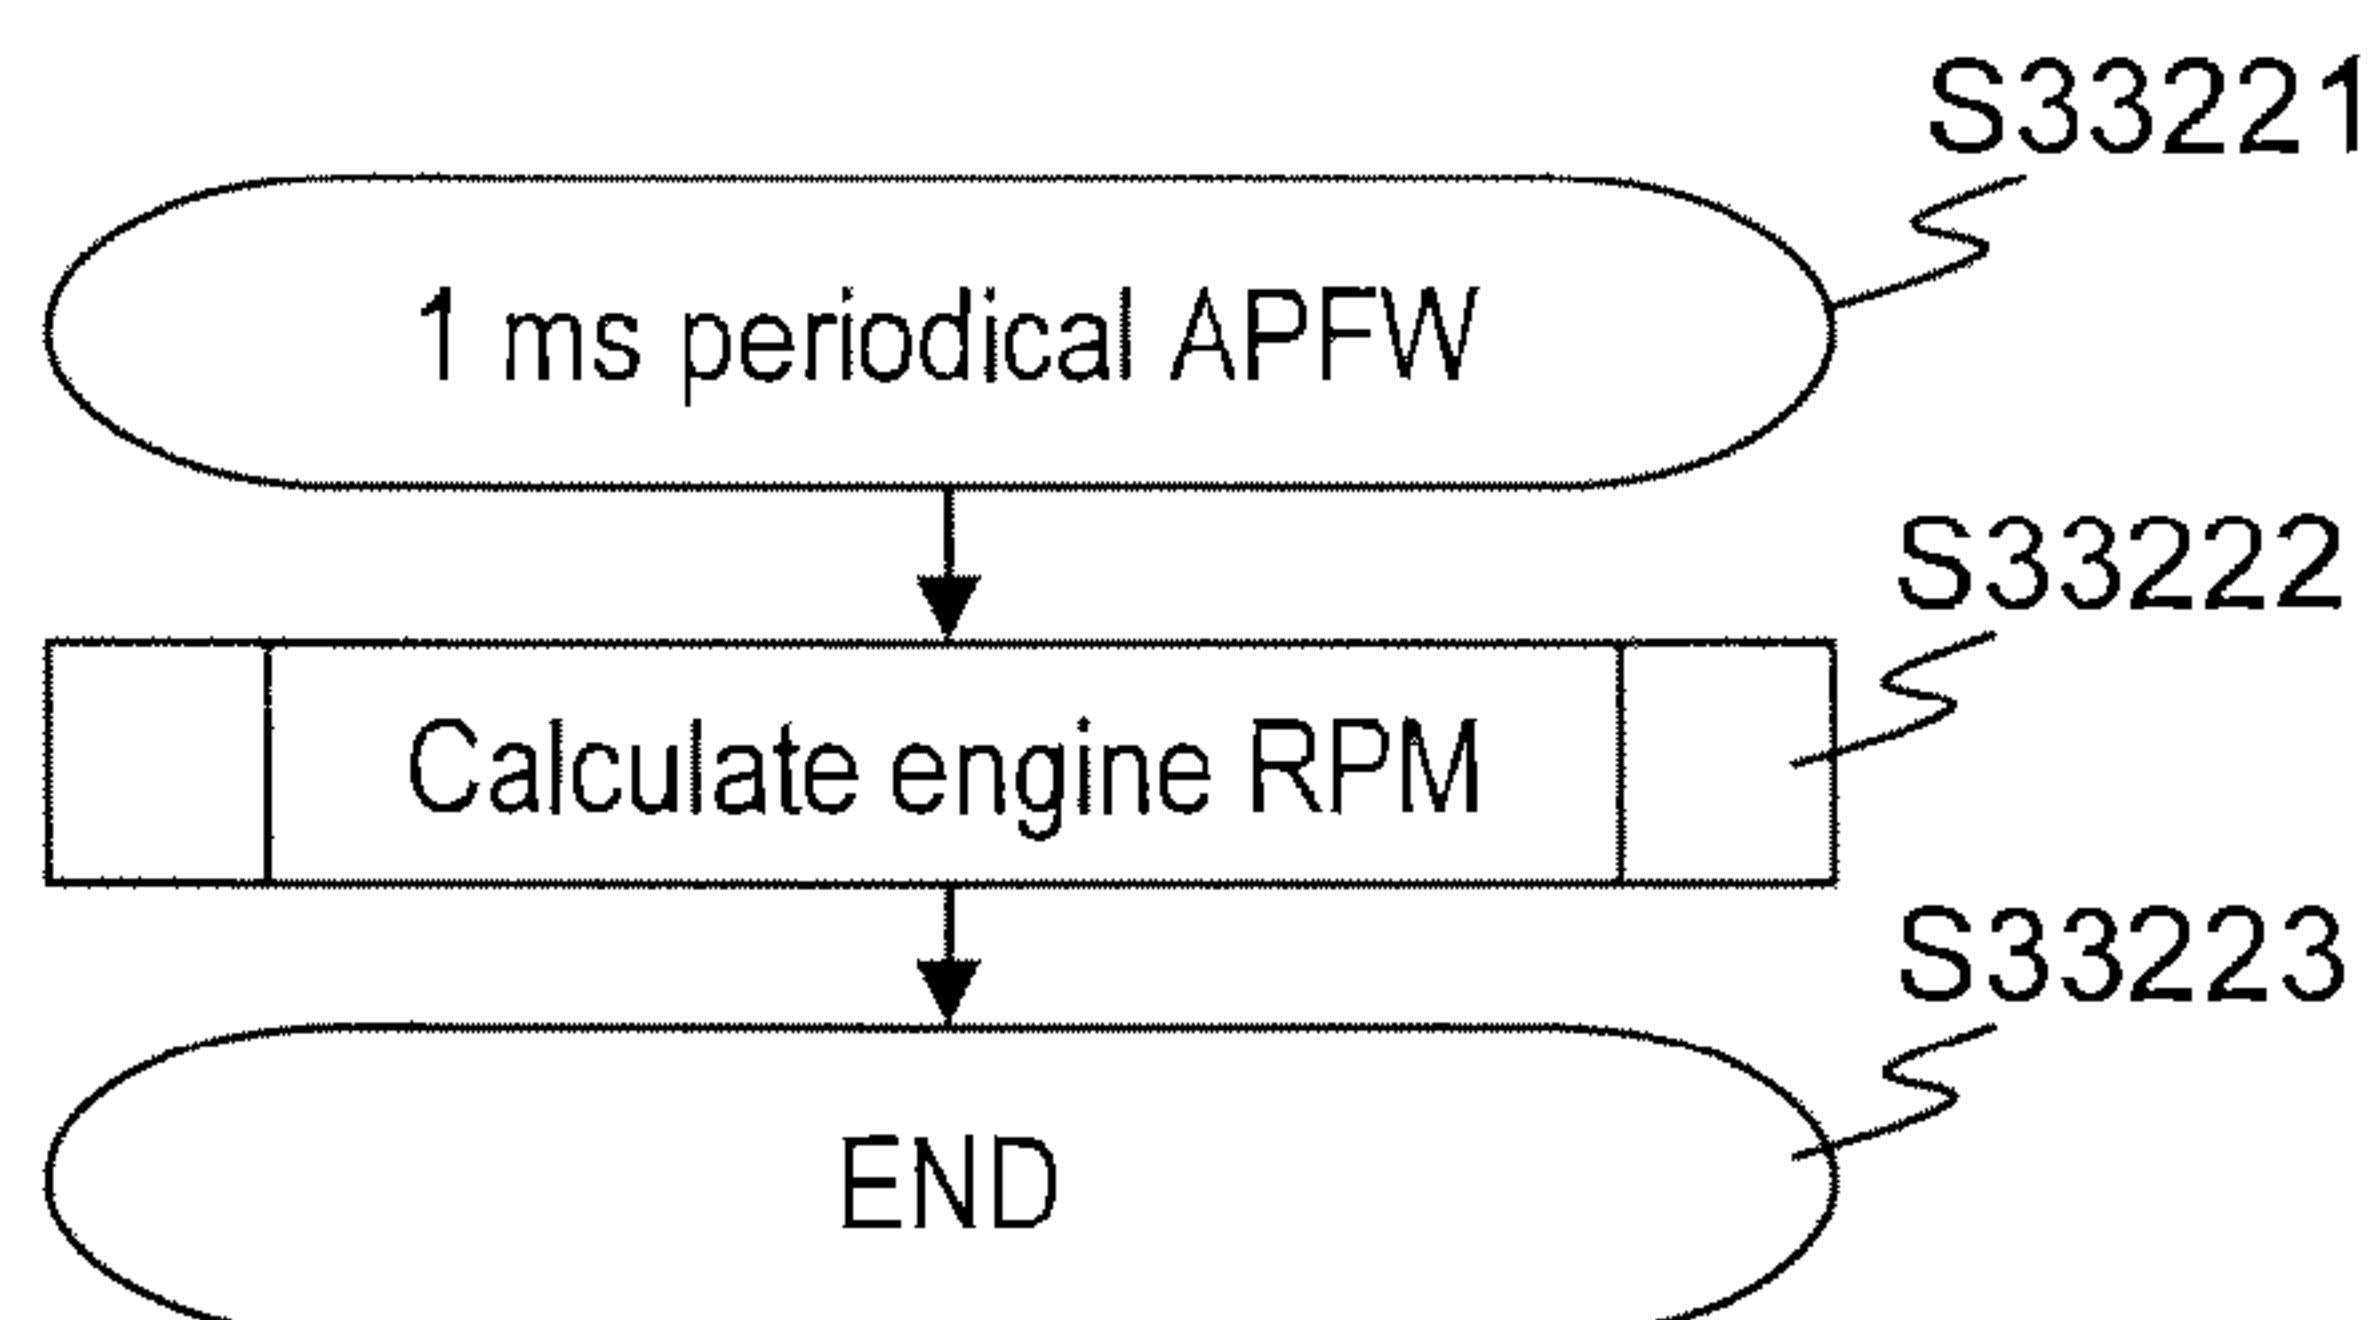 S33221
1 ms periodical APFW
S33222
Calculate engine RPM
S33223
END